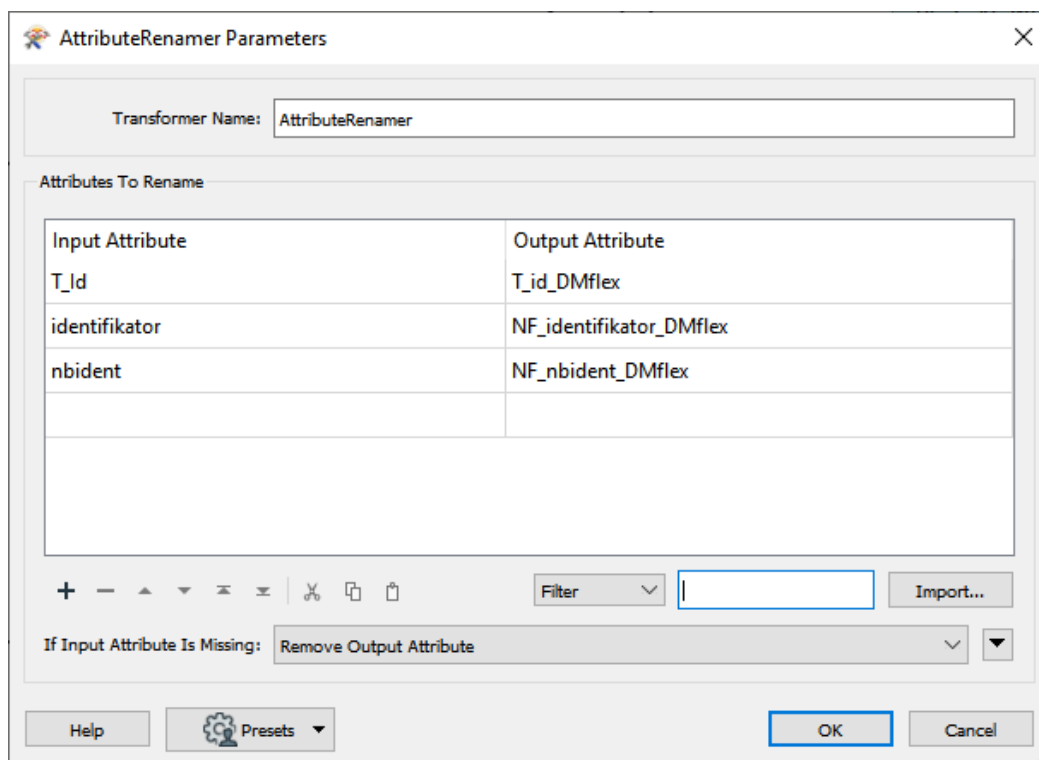 AttributeRenamer Parameters
Transformer Name: AttributeRenamer
Attributes To Rename
Input Attribute Output Attribute
T_Id T_id_DMflex
identifikator NF_identifikator_DMflex
nbident NF_nbident_DMflex
Filter Import...
If Input Attribute Is Missing: Remove Output Attribute
Help Presets OK Cancel